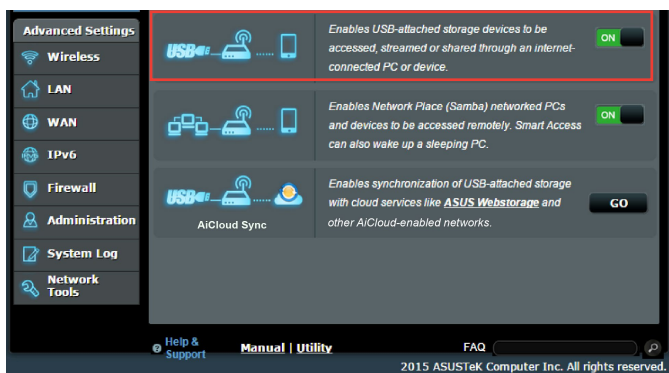 Advanced Settings
Wireless
LAN
WAN
IPv6
Firewall
Administration
System Log
Network
Tools
USB
Enables USB-attached storage devices to be
accessed, streamed or shared through an internet-
connected PC or device.
ON
Enables Network Place (Samba) networked PCs
and devices to be accessed remotely. Smart Access
can also wake up a sleeping PC.
ON
USB
AiCloud Sync
Enables synchronization of USB-attached storage
with cloud services like ASUS Webstorage and
other AiCloud-enabled networks.
GO
Help &
Support
Manual | Utility
FAQ
2015 ASUSTeK Computer Inc. All rights reserved.